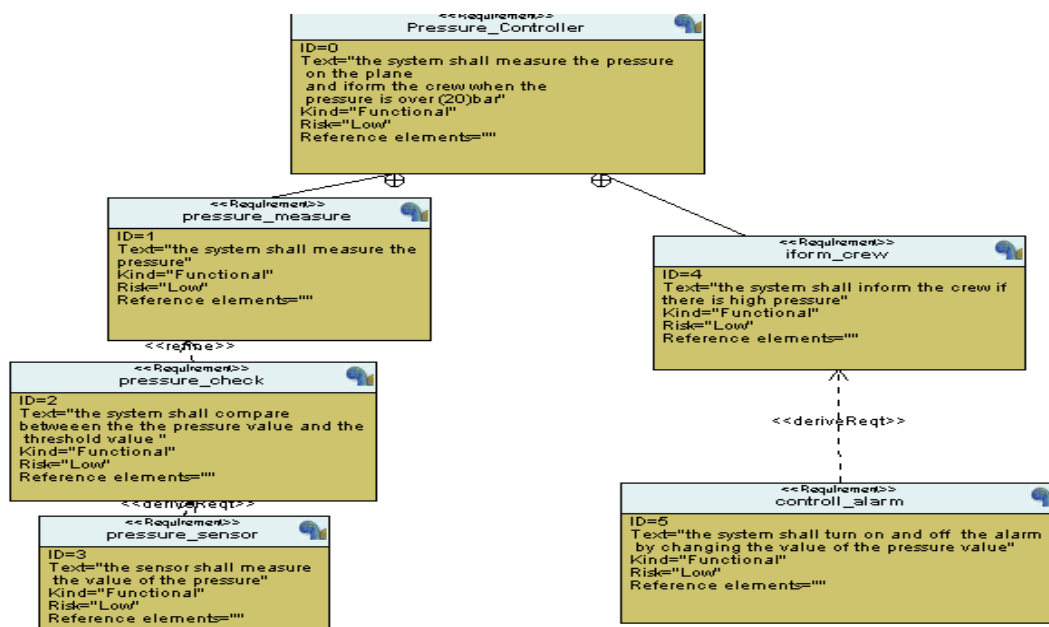 <<Requirement>>
Pressure_Controller
ID=0
Text="the system shall measure the pressure
on the plane
and iform the crew when the
pressure is over (20)bar"
Kind="Functional"
Risk="Low"
Reference elements=""
<<Requirement>>
pressure_measure
ID=1
Text="the system shall measure the
pressure"
Kind="Functional"
Risk="Low"
Reference elements=""
<<refine>>
<<Requirement>>
pressure_check
ID=2
Text="the system shall compare
betweeen the the pressure value and the
threshold value "
Kind="Functional"
Risk="Low"
Reference elements=""
<<deriveReqt>>
<<Requirement>>
pressure_sensor
ID=3
Text="the sensor shall measure
the value of the pressure"
Kind="Functional"
Risk="Low"
Reference elements=""
<<Requirement>>
iform_crew
ID=4
Text="the system shall inform the crew if
there is high pressure"
Kind="Functional"
Risk="Low"
Reference elements=""
<<deriveReqt>>
<<Requirement>>
controll_alarm
ID=5
Text="the system shall turn on and off the alarm
by changing the value of the pressure value"
Kind="Functional"
Risk="Low"
Reference elements=""